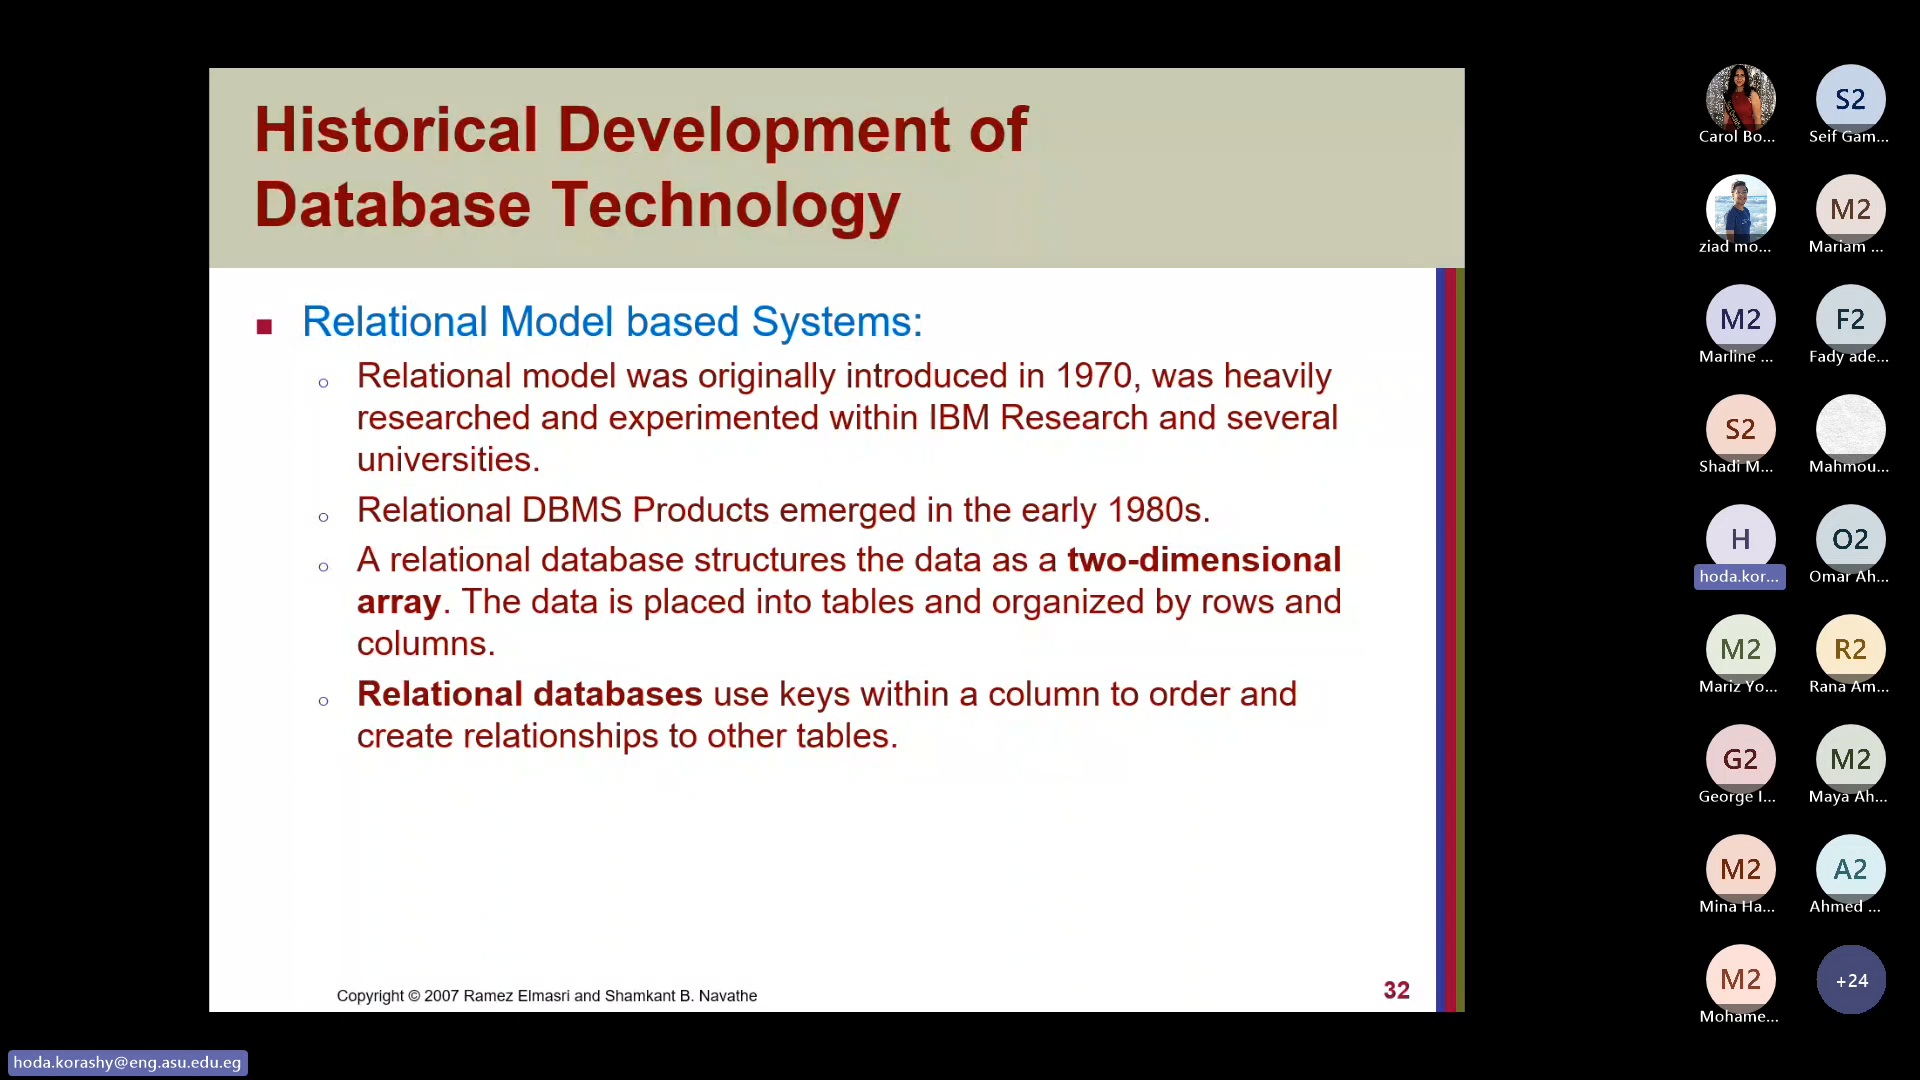 Historical Development of
Database Technology
Relational Model based Systems:
Relational model was originally introduced in 1970, was heavily
researched and experimented within IBM Research and several
universities.
Relational DBMS Products emerged in the early 1980s.
A relational database structures the data as a two-dimensional
array. The data is placed into tables and organized by rows and
columns.
Relational databases use keys within a column to order and
create relationships to other tables.
Copyright © 2007 Ramez Elmasri and Shamkant B. Navathe
32
hoda.korashy@eng.asu.edu.eg
Carol Bo...
S2
Seif Gam...
ziad mo...
M2
Mariam ...
M2
Marline ...
F2
Fady ade...
S2
Shadi M...
Mahmou...
H
hoda.kor...
O2
Omar Ah...
M2
Mariz Yo...
R2
Rana Am...
G2
George I...
M2
Maya Ah...
M2
Mina Ha...
A2
Ahmed ...
M2
Mohame...
+24